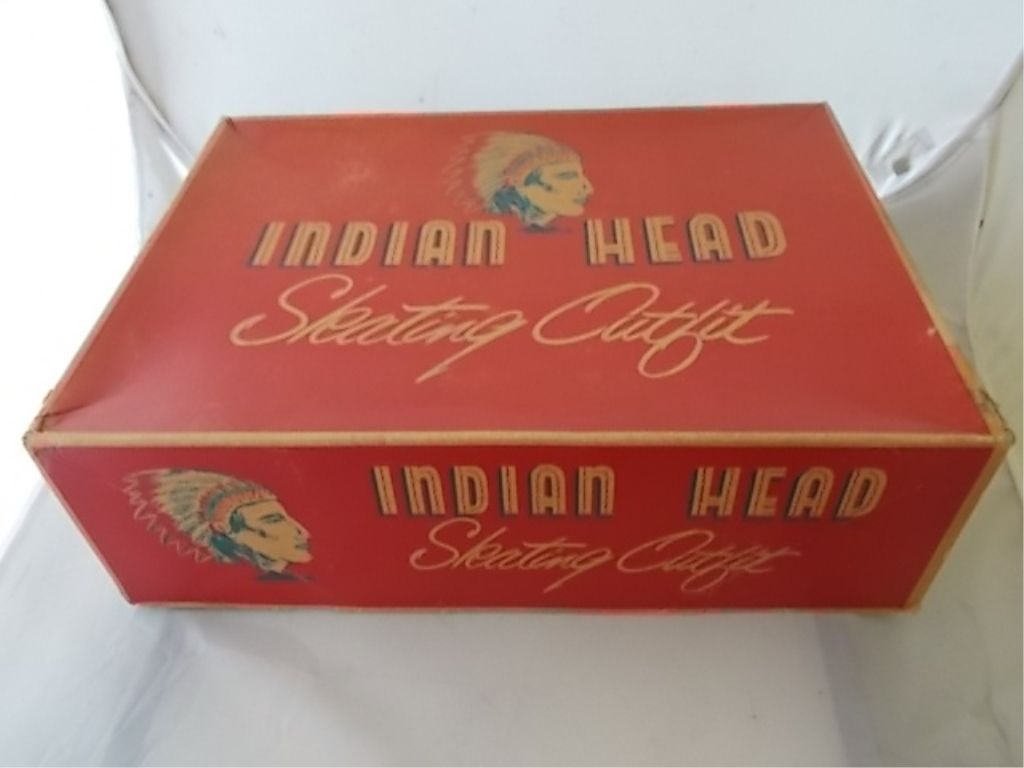 INDIAN HEAD
Skating Outfit
INDIAN HEAD
Skating Outfit